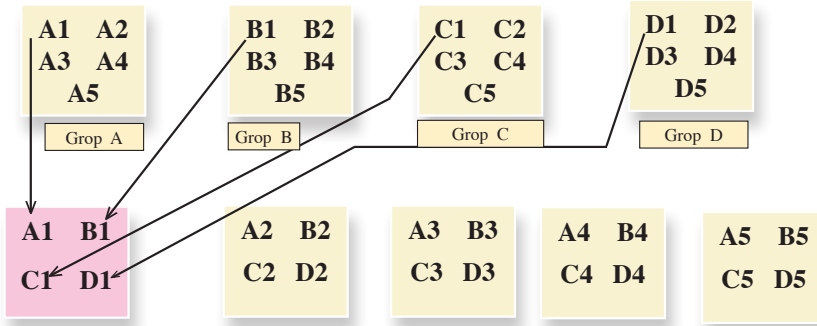 A1 A2
A3 A4
A5
Grop A
B1 B2
B3 B4
B5
Grop B
C1 C2
C3 C4
C5
Grop C
D1 D2
D3 D4
D5
Grop D
A1 B1
C1 D1
A2 B2
C2 D2
A3 B3
C3 D3
A4 B4
C4 D4
A5 B5
C5 D5